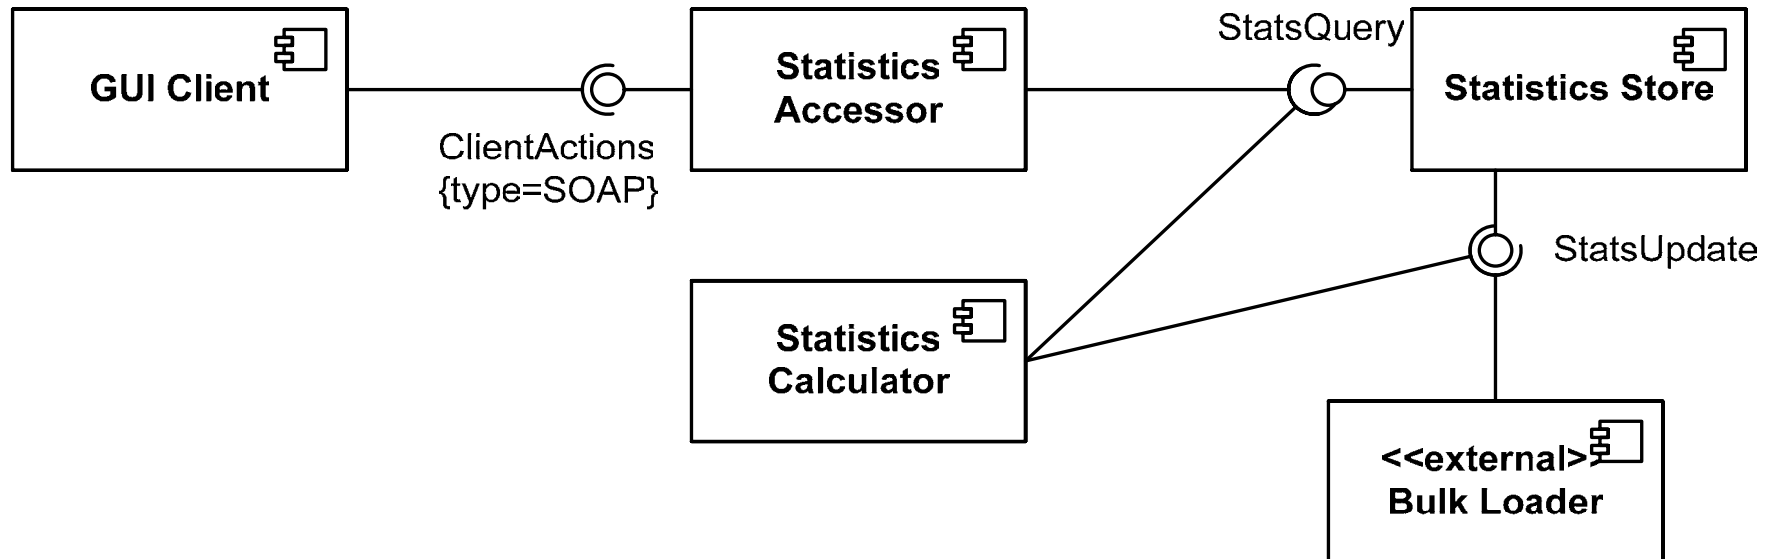 StatsQuery
GUI Client
Statistics
Accessor
Statistics Store
ClientActions
{type=SOAP}
StatsUpdate
Statistics
Calculator
<<external>>
Bulk Loader